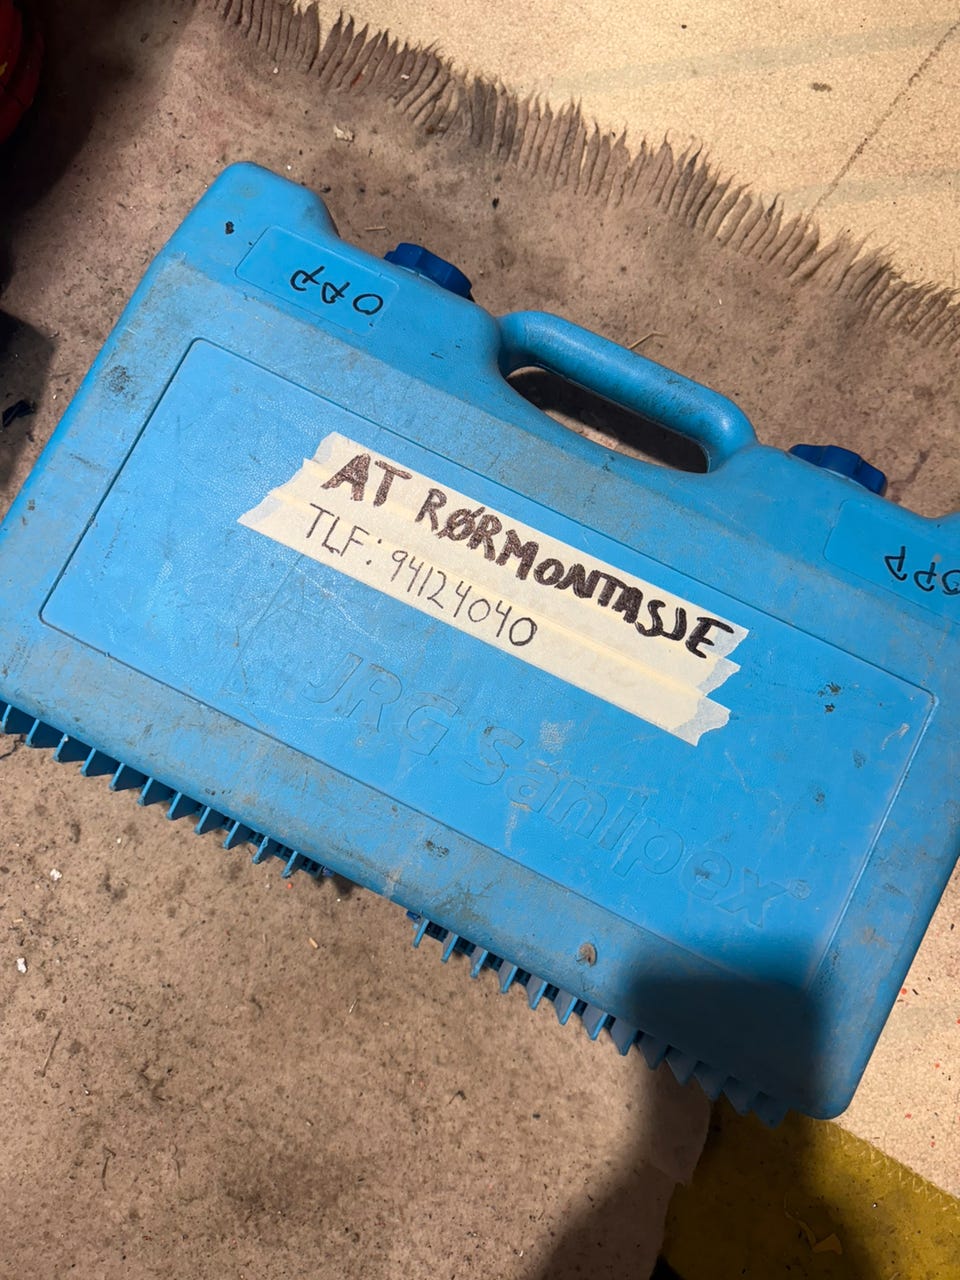 OPP
OPP
AT RØRMONTASJE
TLF: 94124040
JRG Sanipex®